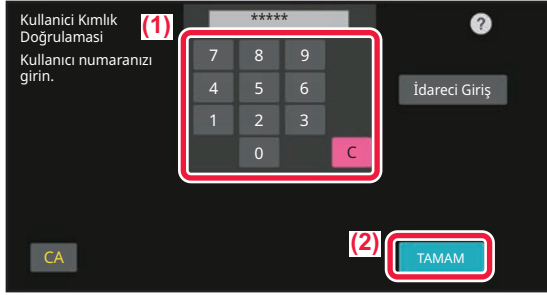 Kullanici Kımlık
Doğrulamasi
Kullanıcı numaranızı
girin.
(1)
*****
7 8 9
4 5 6
1 2 3
0 C
?
İdareci Giriş
CA
(2)
TAMAM